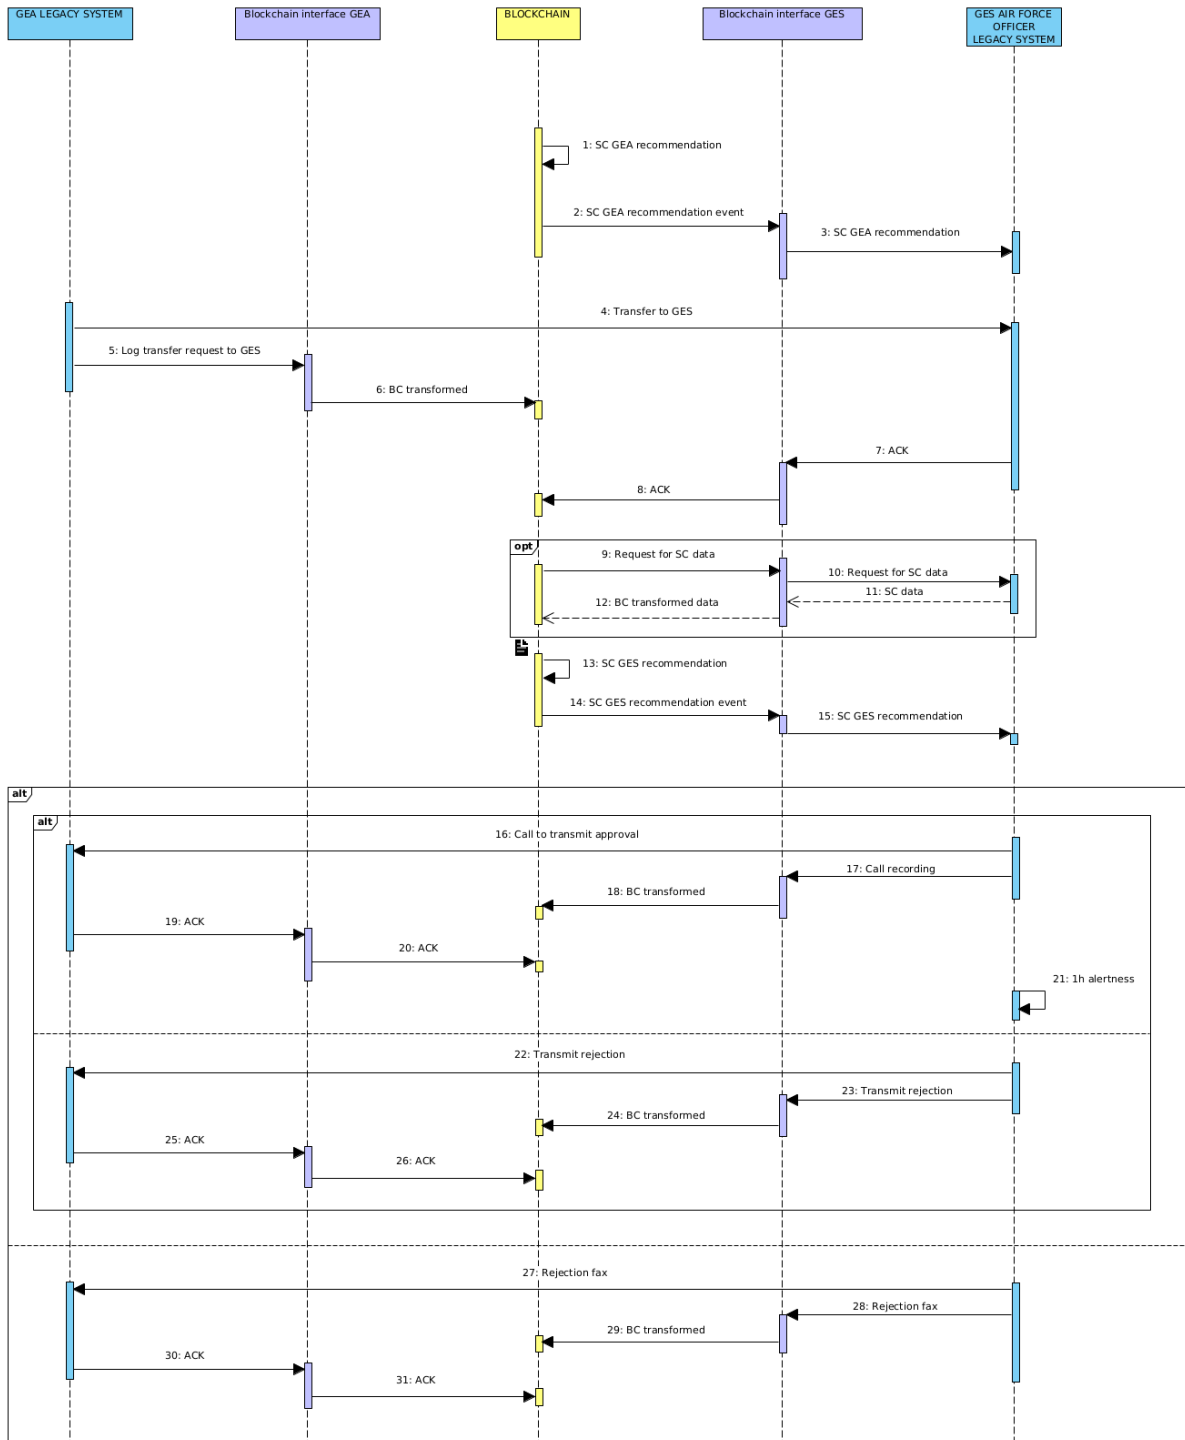 GEA LEGACY SYSTEM
Blockchain interface GEA
BLOCKCHAIN
Blockchain interface GES
GES AIR FORCE
OFFICER
LEGACY SYSTEM
1: SC GEA recommendation
2: SC GEA recommendation event
3: SC GEA recommendation
4: Transfer to GES
5: Log transfer request to GES
6: BC transformed
7: ACK
8: ACK
opt
9: Request for SC data
10: Request for SC data
11: SC data
12: BC transformed data
13: SC GES recommendation
14: SC GES recommendation event
15: SC GES recommendation
alt
alt
16: Call to transmit approval
17: Call recording
18: BC transformed
19: ACK
20: ACK
21: 1h alertness
22: Transmit rejection
23: Transmit rejection
24: BC transformed
25: ACK
26: ACK
27: Rejection fax
28: Rejection fax
29: BC transformed
30: ACK
31: ACK